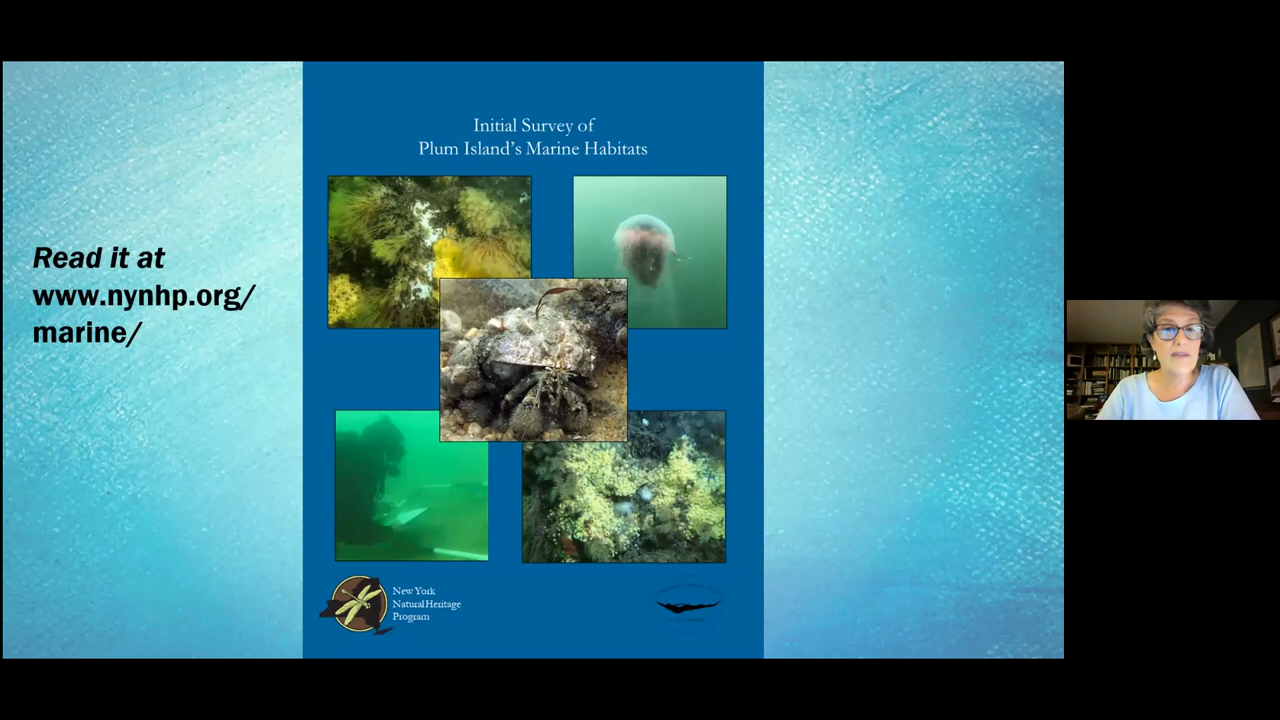 Initial Survey of
Plum Island's Marine Habitats
Read it at
www.nynhp.org/
marine/
New York
Natural Heritage
Program